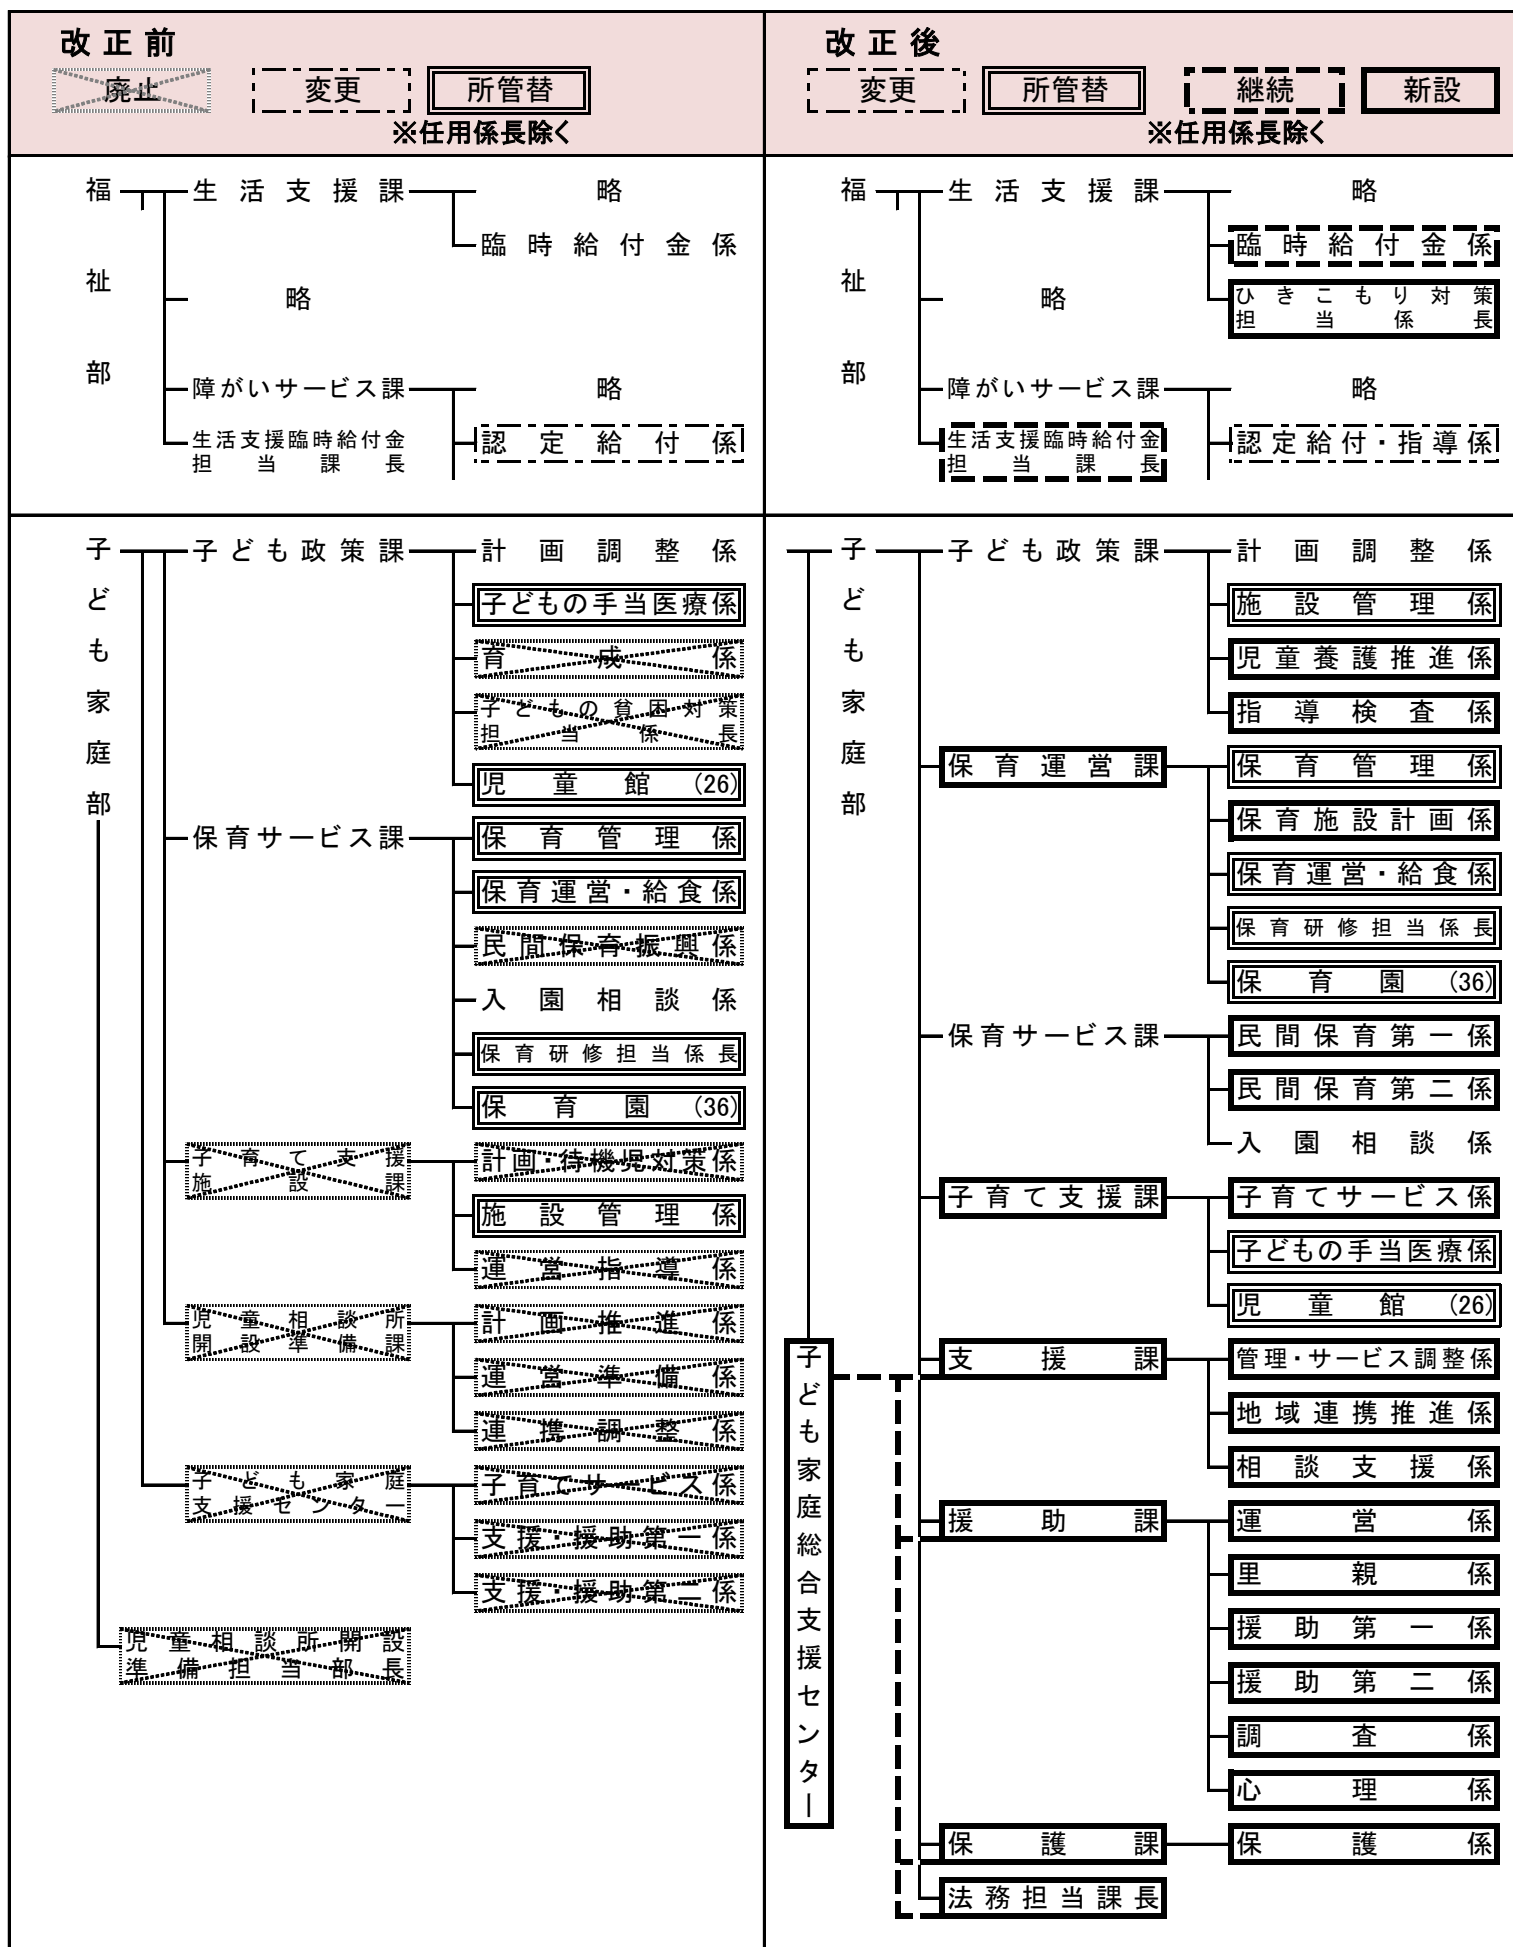 改正前
廃止 変更 所管替
※任用係長除く
福祉部
生活支援課
略
臨時給付金係
略
障がいサービス課
略
認定給付係
生活支援臨時給付金
担当課長
子ども家庭部
子ども政策課
計画調整係
子どもの手当医療係
育成係
子どもの貧困対策
担当係長
児童館(26)
保育サービス課
保育管理係
保育運営・給食係
民間保育振興係
入園相談係
保育研修担当係長
保育園(36)
子育て支援
施設課
計画・待機児対策係
施設管理係
運営指導係
児童相談所
開設準備課
計画推進係
運営準備係
連携調整係
子ども家庭
支援センター
子育てサービス係
支援・援助第一係
支援・援助第二係
児童相談所開設
準備担当部長
改正後
変更 所管替 継続 新設
※任用係長除く
福祉部
生活支援課
略
臨時給付金係
ひきこもり対策
担当係長
略
障がいサービス課
略
認定給付・指導係
生活支援臨時給付金
担当課長
子ども家庭部
子ども政策課
計画調整係
施設管理係
児童養護推進係
指導検査係
保育運営課
保育管理係
保育施設計画係
保育運営・給食係
保育研修担当係長
保育園(36)
保育サービス課
民間保育第一係
民間保育第二係
入園相談係
子育て支援課
子育てサービス係
子どもの手当医療係
児童館(26)
子ども家庭総合支援センター
支援課
管理・サービス調整係
地域連携推進係
相談支援係
援助課
運営係
里親係
援助第一係
援助第二係
調査係
心理係
保護課
保護係
法務担当課長